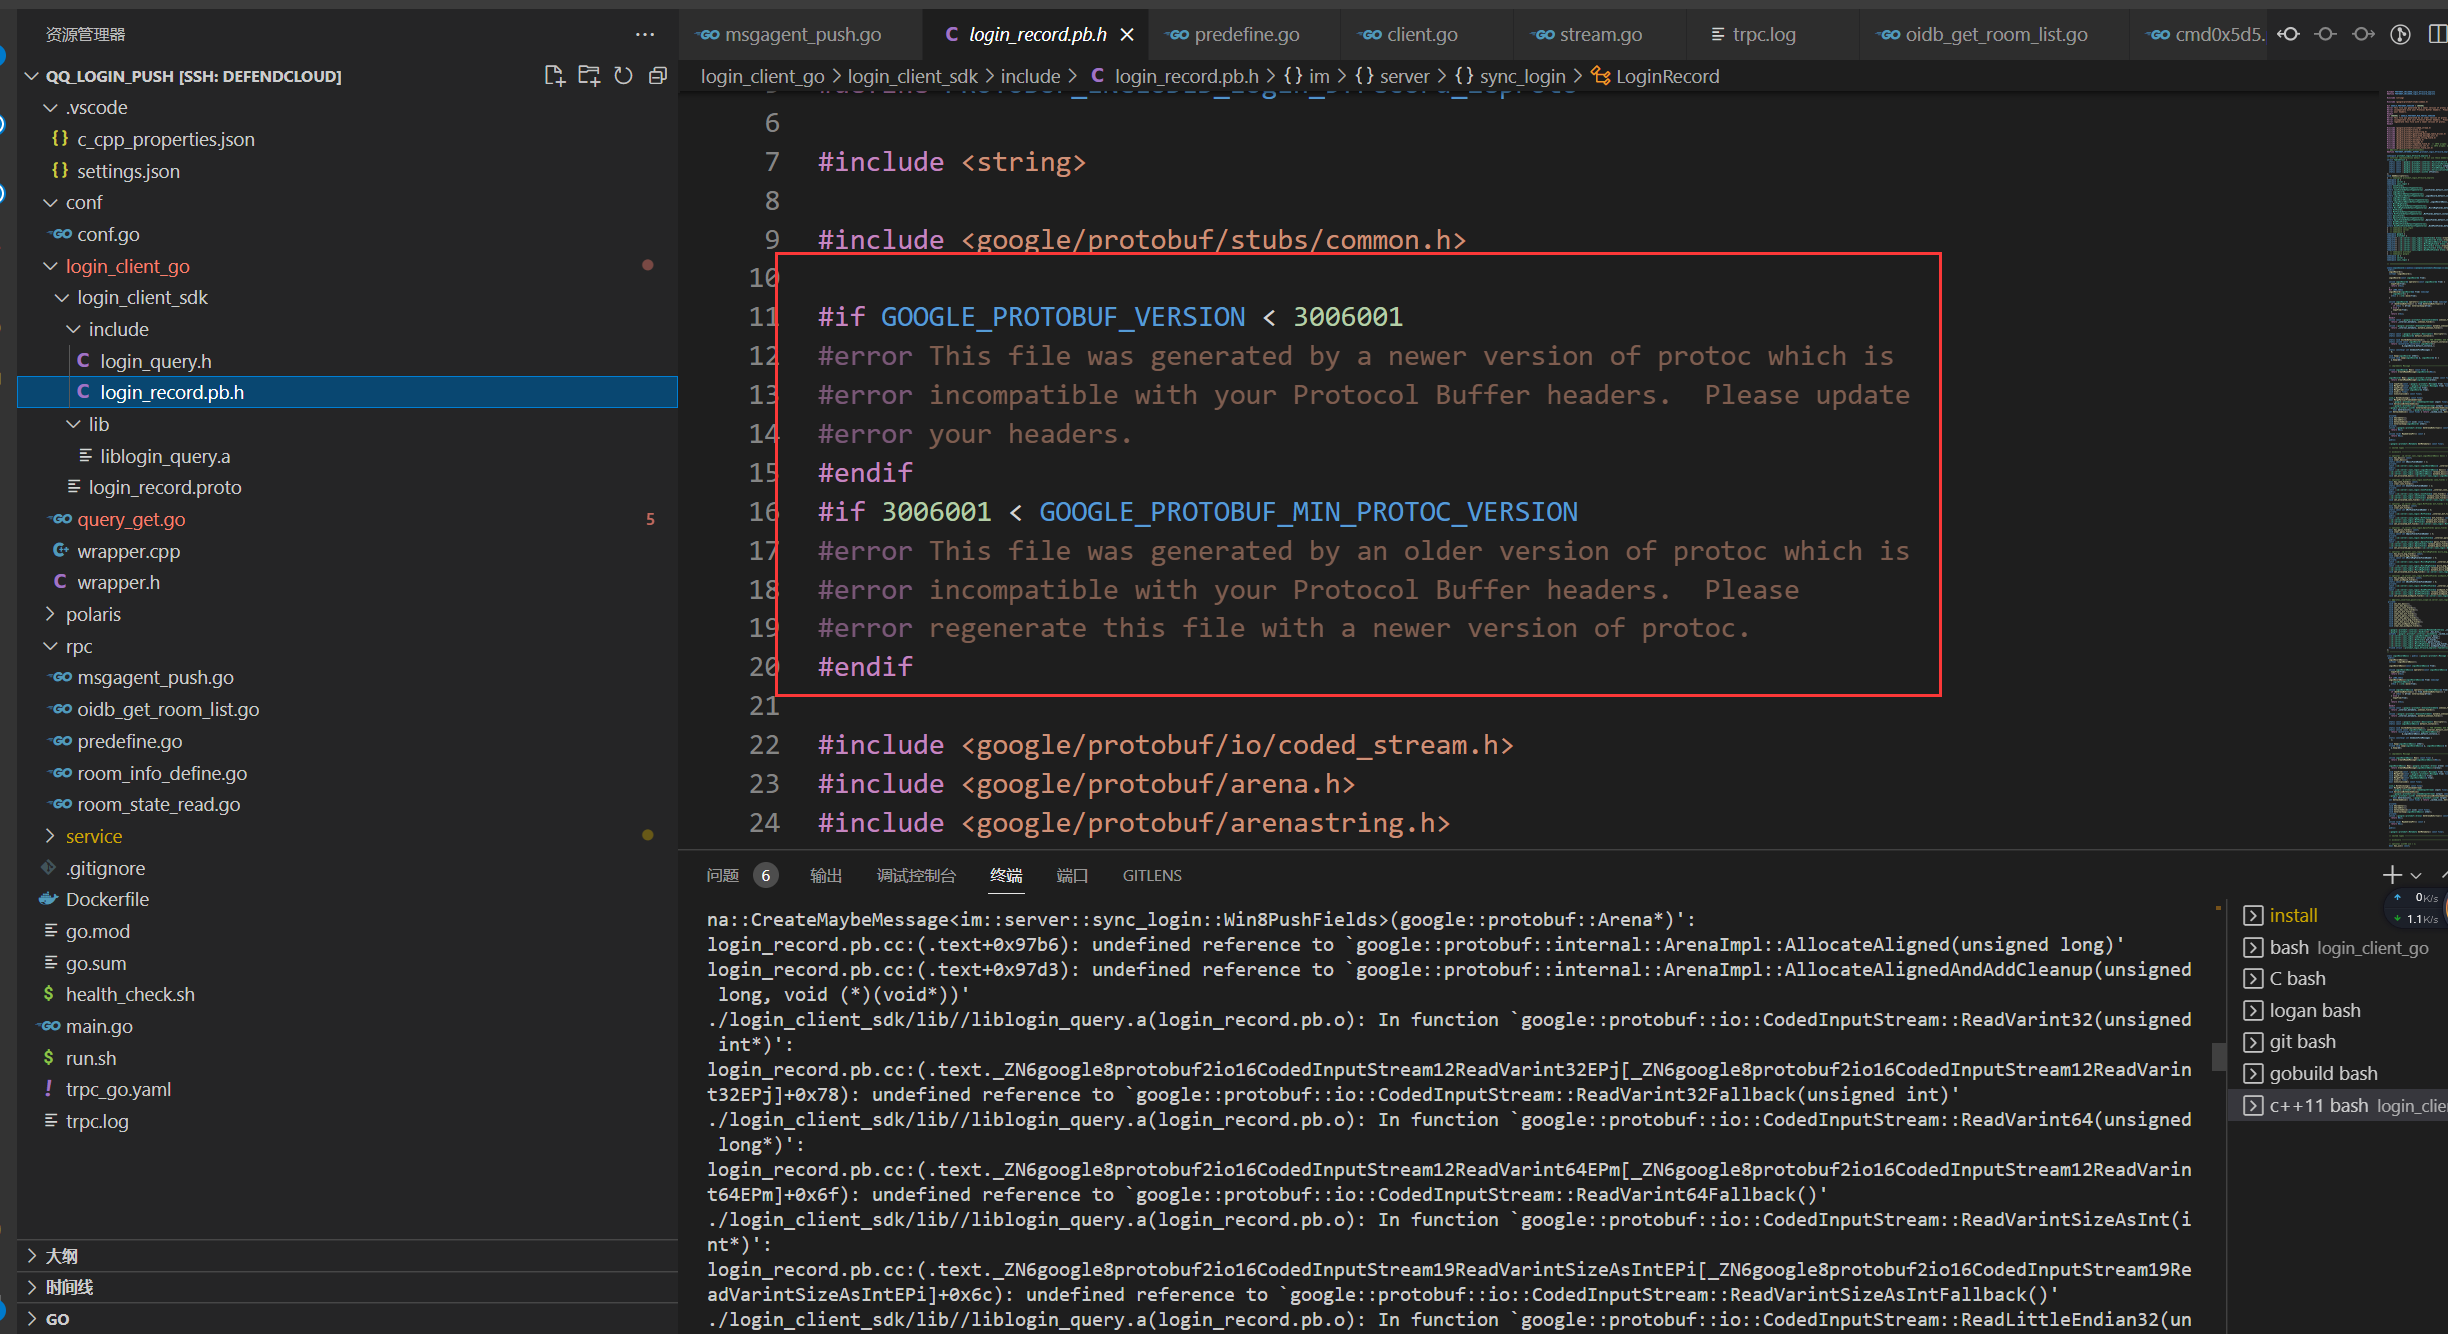 资源管理器
QQ_LOGIN_PUSH [SSH: DEFENDCLOUD]
.vscode
c_cpp_properties.json
settings.json
conf
conf.go
login_client_go
login_client_sdk
include
login_query.h
login_record.pb.h
lib
liblogin_query.a
login_record.proto
query_get.go 5
wrapper.cpp
wrapper.h
polaris
rpc
msgagent_push.go
oidb_get_room_list.go
predefine.go
room_info_define.go
room_state_read.go
service
.gitignore
Dockerfile
go.mod
go.sum
health_check.sh
main.go
run.sh
trpc_go.yaml
trpc.log
大纲
时间线
GO
msgagent_push.go login_record.pb.h predefine.go client.go stream.go trpc.log oidb_get_room_list.go cmd0x5d5.
login_client_go > login_client_sdk > include > C login_record.pb.h > {} im > {} server > {} sync_login > LoginRecord
6
7 #include <string>
8
9 #include <google/protobuf/stubs/common.h>
10
11 #if GOOGLE_PROTOBUF_VERSION < 3006001
12 #error This file was generated by a newer version of protoc which is
13 #error incompatible with your Protocol Buffer headers.  Please update
14 #error your headers.
15 #endif
16 #if 3006001 < GOOGLE_PROTOBUF_MIN_PROTOC_VERSION
17 #error This file was generated by an older version of protoc which is
18 #error incompatible with your Protocol Buffer headers.  Please
19 #error regenerate this file with a newer version of protoc.
20 #endif
21
22 #include <google/protobuf/io/coded_stream.h>
23 #include <google/protobuf/arena.h>
24 #include <google/protobuf/arenastring.h>
问题 6 输出 调试控制台 终端 端口 GITLENS
na::CreateMaybeMessage<im::server::sync_login::Win8PushFields>(google::protobuf::Arena*)':
login_record.pb.cc:(.text+0x97b6): undefined reference to `google::protobuf::internal::ArenaImpl::AllocateAligned(unsigned long)'
login_record.pb.cc:(.text+0x97d3): undefined reference to `google::protobuf::internal::ArenaImpl::AllocateAlignedAndAddCleanup(unsigned
 long, void (*)(void*))'
./login_client_sdk/lib//liblogin_query.a(login_record.pb.o): In function `google::protobuf::io::CodedInputStream::ReadVarint32(unsigned
 int*)':
login_record.pb.cc:(.text._ZN6google8protobuf2io16CodedInputStream12ReadVarint32EPj[_ZN6google8protobuf2io16CodedInputStream12ReadVarin
t32EPj]+0x78): undefined reference to `google::protobuf::io::CodedInputStream::ReadVarint32Fallback(unsigned int)'
./login_client_sdk/lib//liblogin_query.a(login_record.pb.o): In function `google::protobuf::io::CodedInputStream::ReadVarint64(unsigned
 long*)':
login_record.pb.cc:(.text._ZN6google8protobuf2io16CodedInputStream12ReadVarint64EPm[_ZN6google8protobuf2io16CodedInputStream12ReadVarin
t64EPm]+0x6f): undefined reference to `google::protobuf::io::CodedInputStream::ReadVarint64Fallback()'
./login_client_sdk/lib//liblogin_query.a(login_record.pb.o): In function `google::protobuf::io::CodedInputStream::ReadVarintSizeAsInt(i
nt*)':
login_record.pb.cc:(.text._ZN6google8protobuf2io16CodedInputStream19ReadVarintSizeAsIntEPi[_ZN6google8protobuf2io16CodedInputStream19Re
adVarintSizeAsIntEPi]+0x6c): undefined reference to `google::protobuf::io::CodedInputStream::ReadVarintSizeAsIntFallback()'
./login_client_sdk/lib//liblogin_query.a(login_record.pb.o): In function `google::protobuf::io::CodedInputStream::ReadLittleEndian32(un
0K/s
1.1K/s
install
bash login_client_go
C bash
logan bash
git bash
gobuild bash
c++11 bash login_clie